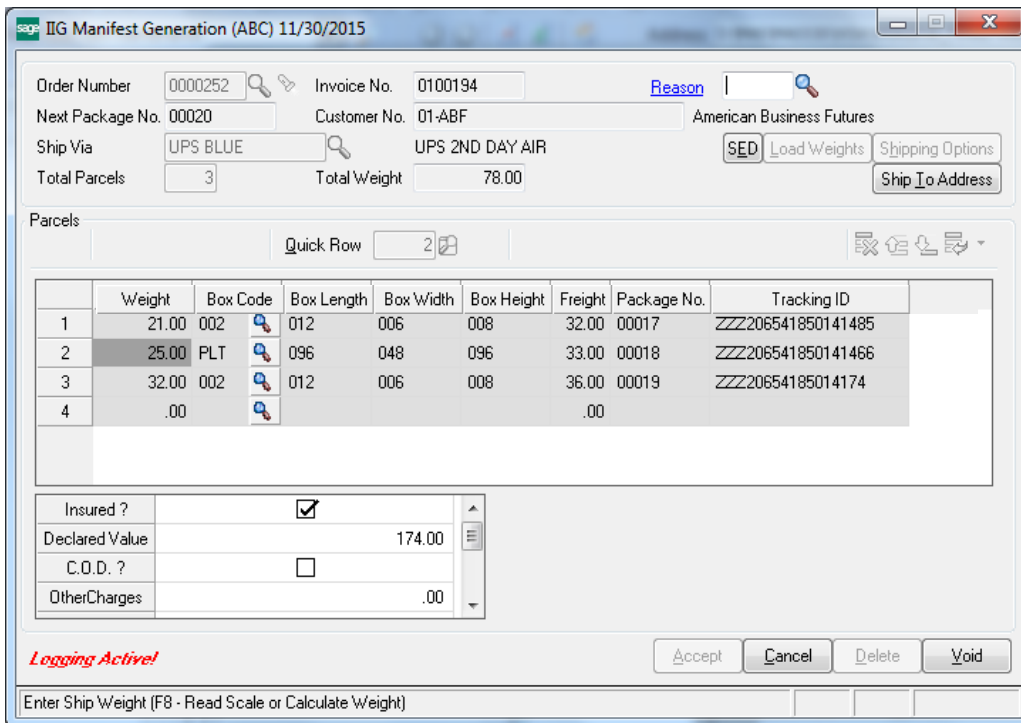 sage IIG Manifest Generation (ABC) 11/30/2015
Order Number 0000252 Invoice No. 0100194 Reason
Next Package No. 00020 Customer No. 01-ABF American Business Futures
Ship Via UPS BLUE UPS 2ND DAY AIR SED Load Weights Shipping Options
Total Parcels 3 Total Weight 78.00 Ship To Address
Parcels
Quick Row 2
Weight Box Code Box Length Box Width Box Height Freight Package No. Tracking ID
1 21.00 002 012 006 008 32.00 00017 ZZZ206541850141485
2 25.00 PLT 096 048 096 33.00 00018 ZZZ206541850141466
3 32.00 002 012 006 008 36.00 00019 ZZZ20654185014174
4 .00 .00
Insured ?
Declared Value 174.00
C.O.D. ?
OtherCharges .00
Logging Active! Accept Cancel Delete Void
Enter Ship Weight (F8 - Read Scale or Calculate Weight)